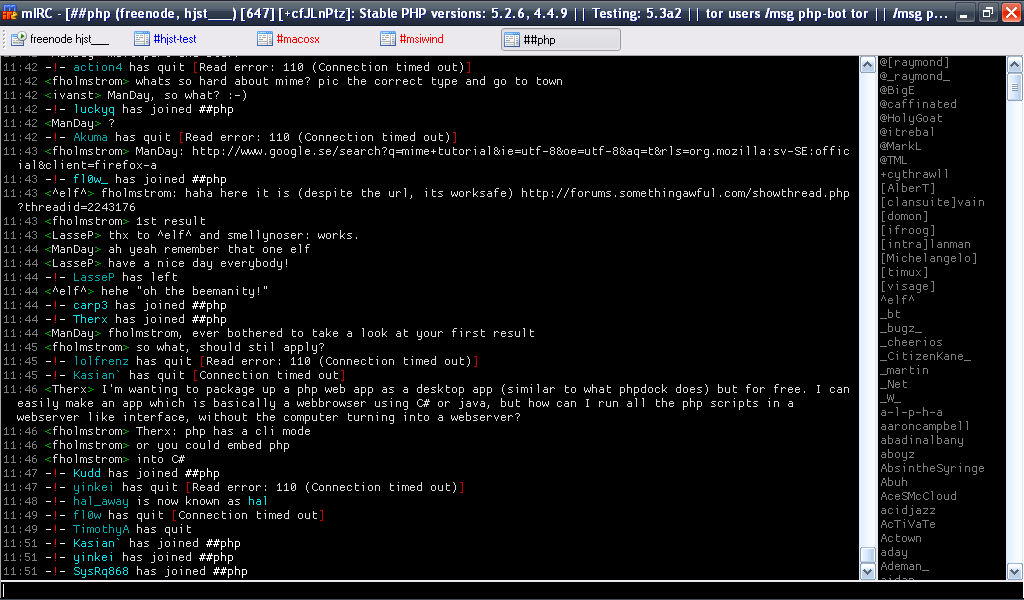 mIRC - [##php (freenode, hjst___) [647] [+cfJLnPtz]: Stable PHP versions: 5.2.6, 4.4.9 || Testing: 5.3a2 || tor users /msg php-bot tor || /msg p...
freenode hjst___ #hjst-test #macosx #msiwind ##php
11:42 -!- action4 has quit [Read error: 110 (Connection timed out)]
11:42 <fholmstrom> whats so hard about mime? pic the correct type and go to town
11:42 <ivanst> ManDay, so what? :-)
11:42 -!- luckyq has joined ##php
11:42 <ManDay> ?
11:42 -!- Akuma has quit [Read error: 110 (Connection timed out)]
11:43 <fholmstrom> ManDay: http://www.google.se/search?q=mime+tutorial&ie=utf-8&oe=utf-8&aq=t&rls=org.mozilla:sv-SE:offic
ial&client=firefox-a
11:43 -!- fl0w_ has joined ##php
11:43 <^elf^> fholmstrom: haha here it is (despite the url, its worksafe) http://forums.somethingawful.com/showthread.php
?threadid=2243176
11:43 <fholmstrom> 1st result
11:43 <LasseP> thx to ^elf^ and smellynoser: works.
11:44 <ManDay> ah yeah remember that one elf
11:44 <LasseP> have a nice day everybody!
11:44 -!- LasseP has left
11:44 <^elf^> hehe "oh the beemanity!"
11:44 -!- carp3 has joined ##php
11:44 -!- Therx has joined ##php
11:44 <ManDay> fholmstrom, ever bothered to take a look at your first result
11:45 <fholmstrom> so what, should stil apply?
11:45 -!- lolfrenz has quit [Read error: 110 (Connection timed out)]
11:45 -!- Kasian` has quit [Connection timed out]
11:46 <Therx> I'm wanting to package up a php web app as a desktop app (similar to what phpdock does) but for free. I can
easily make an app which is basically a webbrowser using C# or java, but how can I run all the php scripts in a
webserver like interface, without the computer turning into a webserver?
11:46 <fholmstrom> Therx: php has a cli mode
11:46 <fholmstrom> or you could embed php
11:46 <fholmstrom> into C#
11:47 -!- Kudd has joined ##php
11:47 -!- yinkei has quit [Read error: 110 (Connection timed out)]
11:48 -!- hal_away is now known as hal
11:49 -!- fl0w has quit [Connection timed out]
11:49 -!- TimothyA has quit
11:51 -!- Kasian` has joined ##php
11:51 -!- yinkei has joined ##php
11:51 -!- SysRq868 has joined ##php
@[raymond]
@_raymond_
@BigE
@caffinated
@HolyGoat
@itrebal
@MarkL
@TML
+cythrawll
[AlberT]
[clansuite]vain
[domon]
[ifroog]
[intra]lanman
[Michelangelo]
[timux]
[visage]
^elf^
_bt
_bugz_
_cheerios
_CitizenKane_
_martin
_Net
_W_
a-l-p-h-a
aaroncampbell
abadinalbany
aboyz
AbsintheSyringe
Abuh
AceSMcCloud
acidjazz
AcTiVaTe
Actown
aday
Ademan_